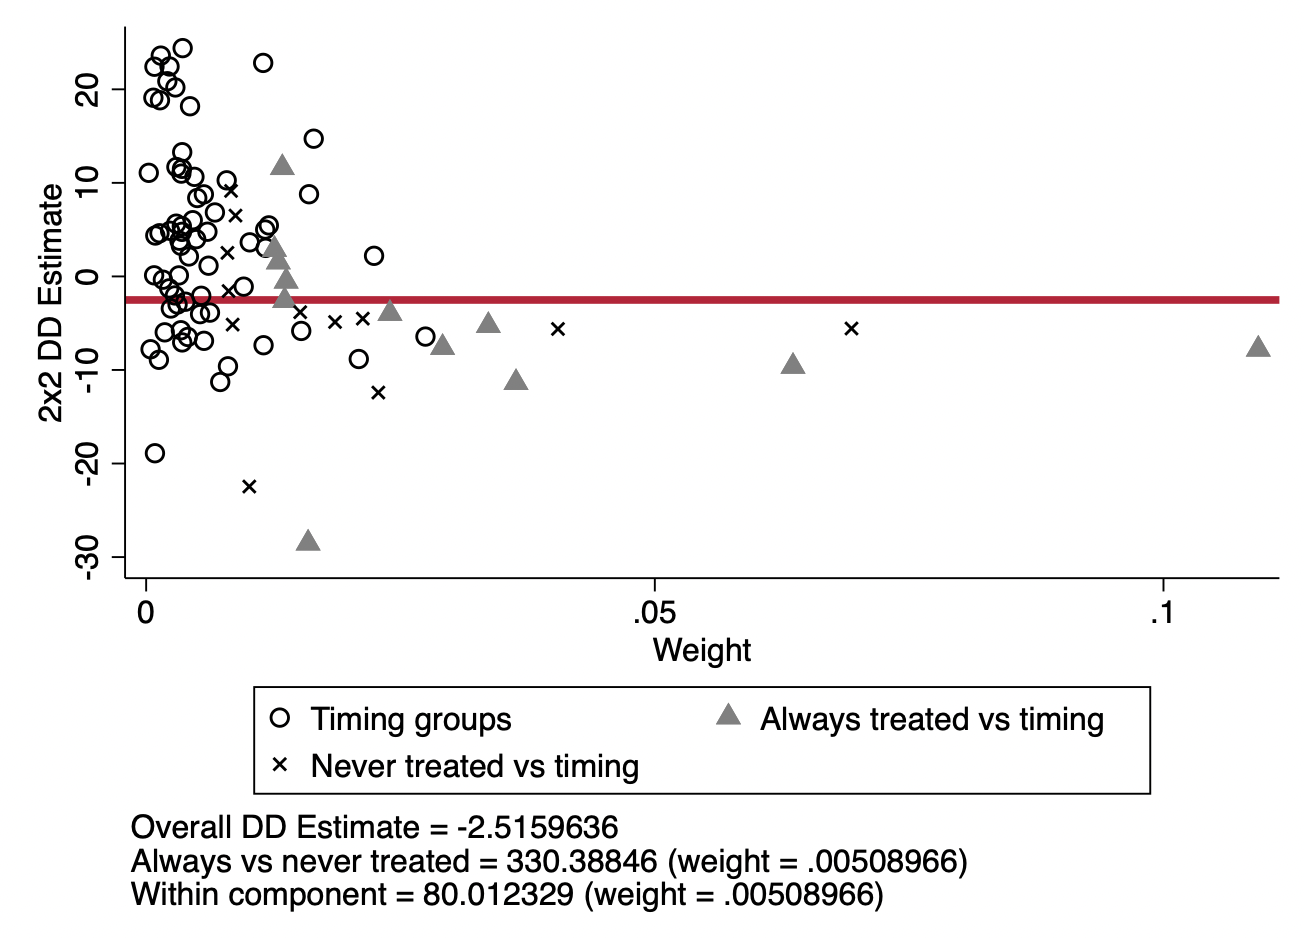 2x2 DD Estimate
20
10
0
-10
-20
-30
0
.05
.1
Weight
Timing groups
Always treated vs timing
Never treated vs timing
Overall DD Estimate = -2.5159636
Always vs never treated = 330.38846 (weight = .00508966)
Within component = 80.012329 (weight = .00508966)